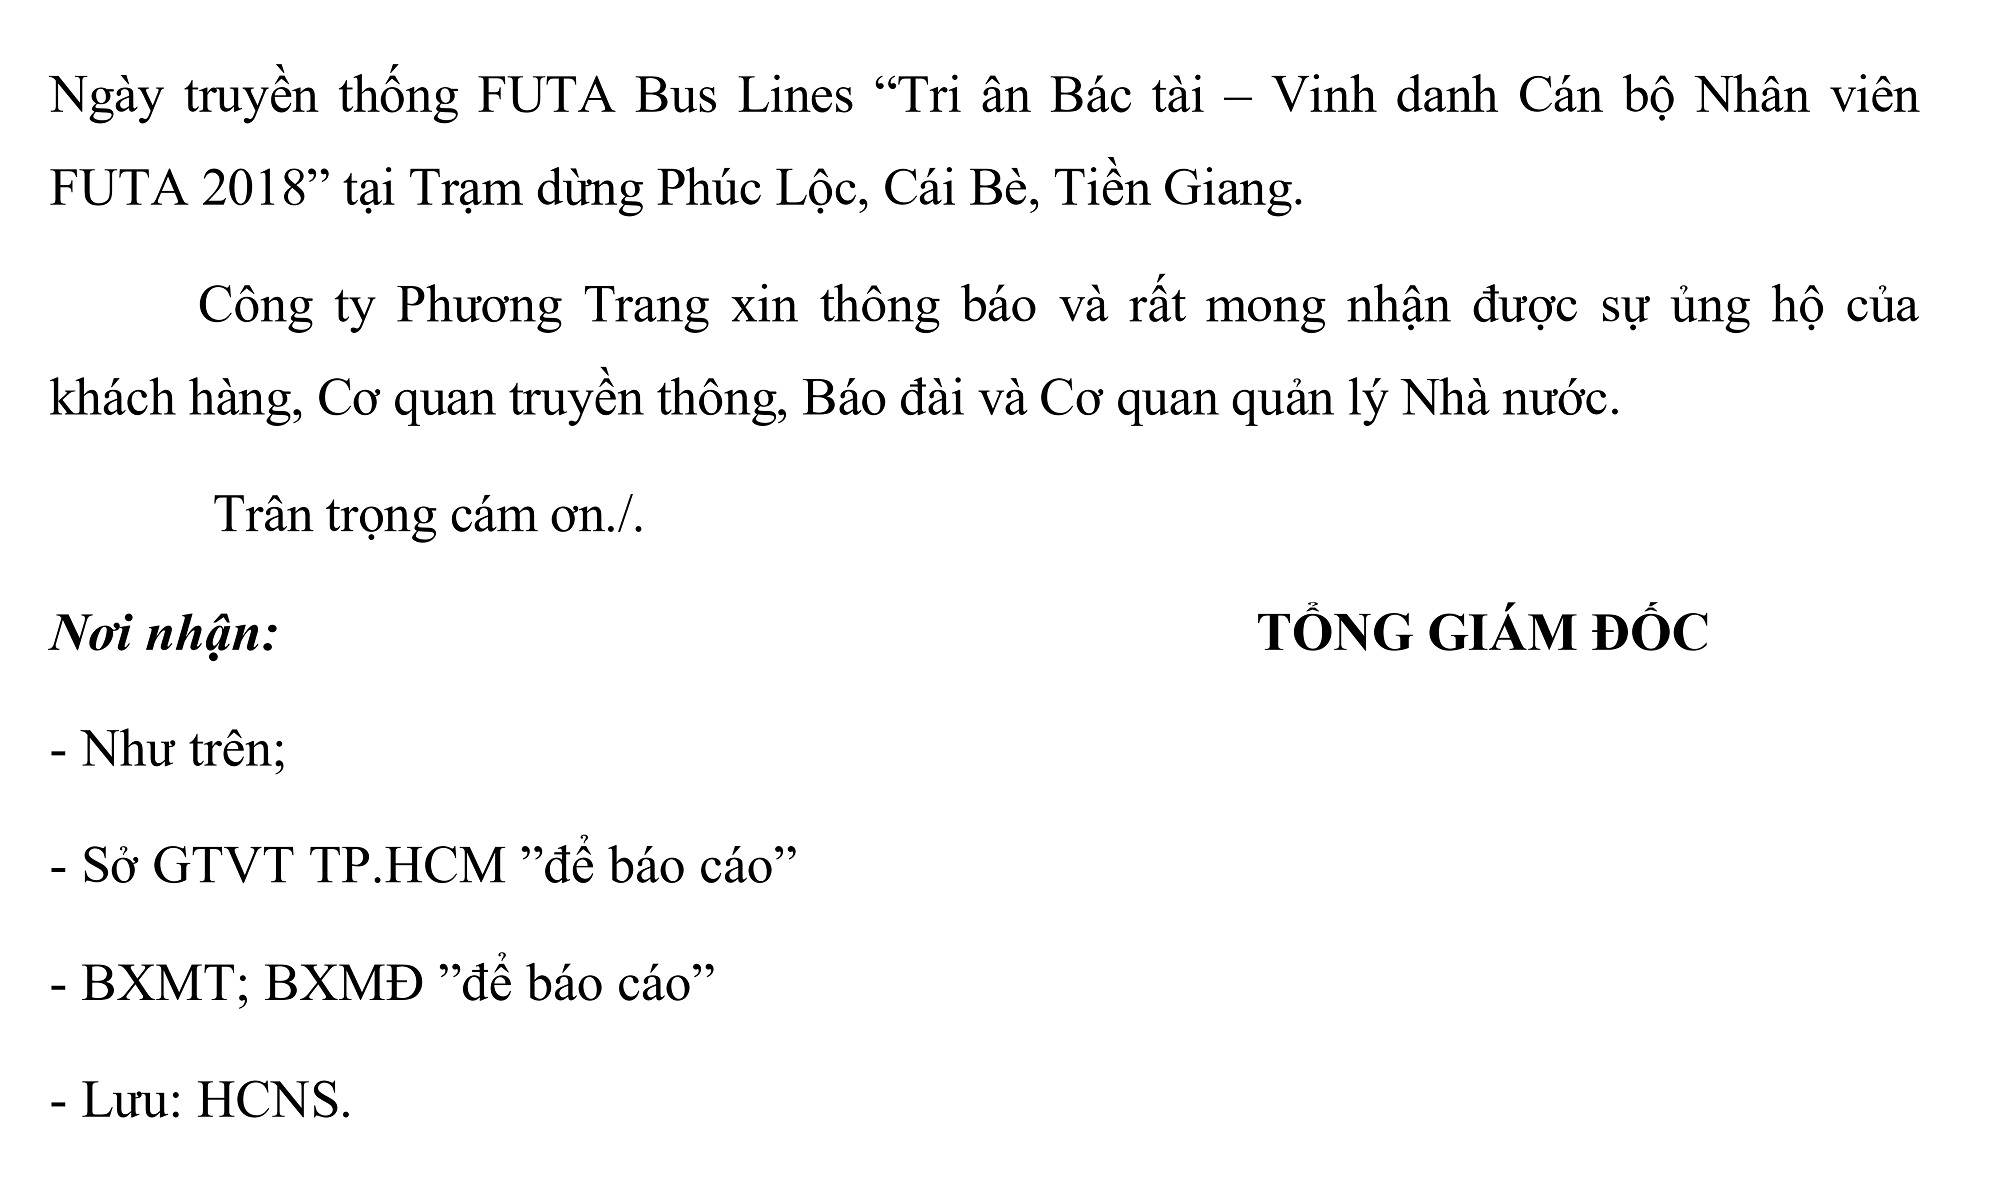 Ngày truyền thống FUTA Bus Lines “Tri ân Bác tài – Vinh danh Cán bộ Nhân viên
FUTA 2018” tại Trạm dừng Phúc Lộc, Cái Bè, Tiền Giang.
Công ty Phương Trang xin thông báo và rất mong nhận được sự ủng hộ của
khách hàng, Cơ quan truyền thông, Báo đài và Cơ quan quản lý Nhà nước.
Trân trọng cám ơn./.
Nơi nhận: TỔNG GIÁM ĐỐC
- Như trên;
- Sở GTVT TP.HCM ”để báo cáo”
- BXMT; BXMĐ ”để báo cáo”
- Lưu: HCNS.